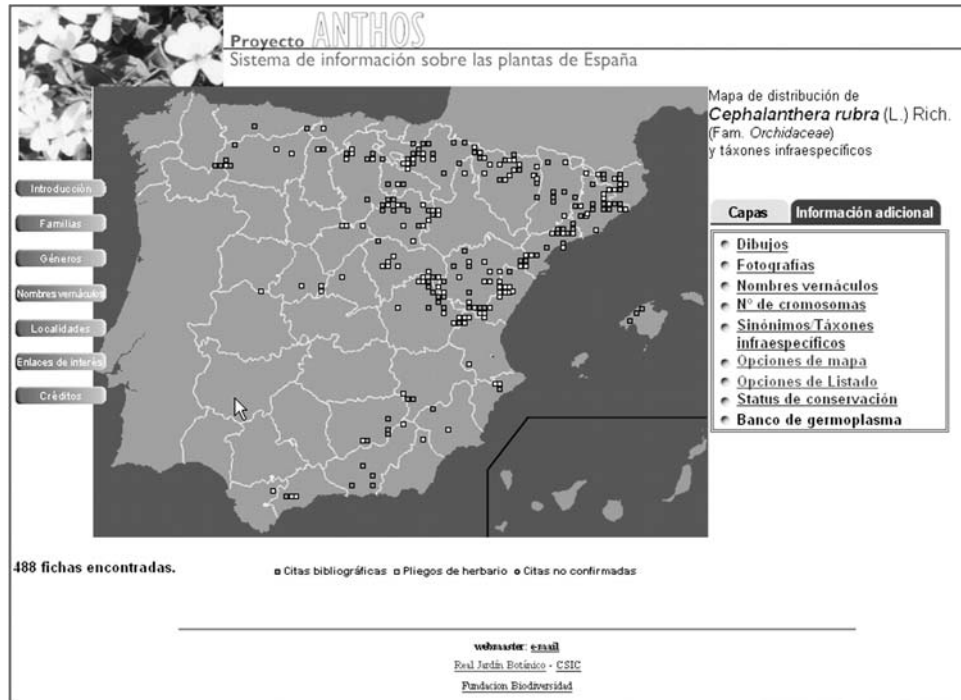 Proyecto ANTHOS
Sistema de información sobre las plantas de España
Mapa de distribución de
Cephalanthera rubra (L.) Rich.
(Fam. Orchidaceae)
y táxones infraespecíficos
Introducción
Familias
Géneros
Nombres vernáculos
Localidades
Enlaces de interés
Créditos
Capas
Información adicional
Dibujos
Fotografías
Nombres vernáculos
Nº de cromosomas
Sinónimos/Táxones
infraespecíficos
Opciones de mapa
Opciones de Listado
Status de conservación
Banco de germoplasma
488 fichas encontradas.
Citas bibliográficas Pliegos de herbario Citas no confirmadas
webmaster: e-mail
Real Jardín Botánico - CSIC
Fundacion Biodiversidad